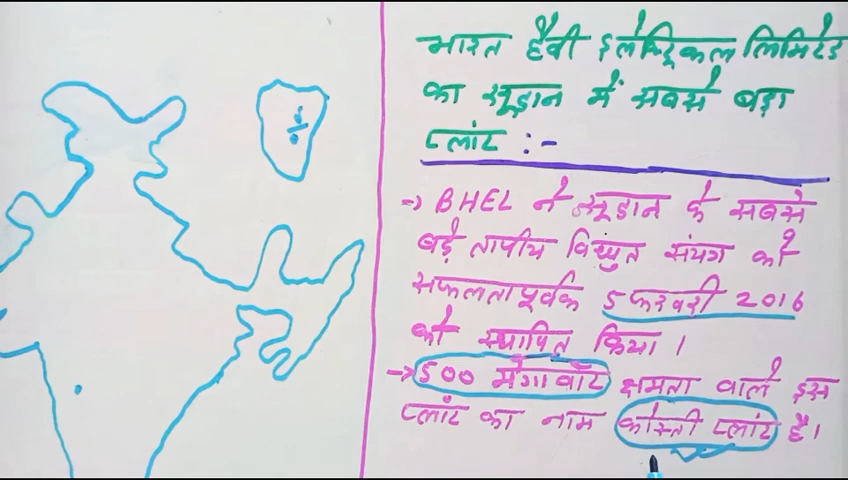 भारत हैवी इलेक्ट्रिकल लिमिटेड
का सूडान में सबसे बड़ा
प्लांट :-
→ BHEL ने सूडान के सबसे
बड़े तापीय विद्युत संयंग को
सफलतापूर्वक 5 फरवरी 2016
को स्थापित किया।
→ 500 मेगावॉट क्षमता वाले इस
प्लॉट का नाम कोस्ती प्लांट है।